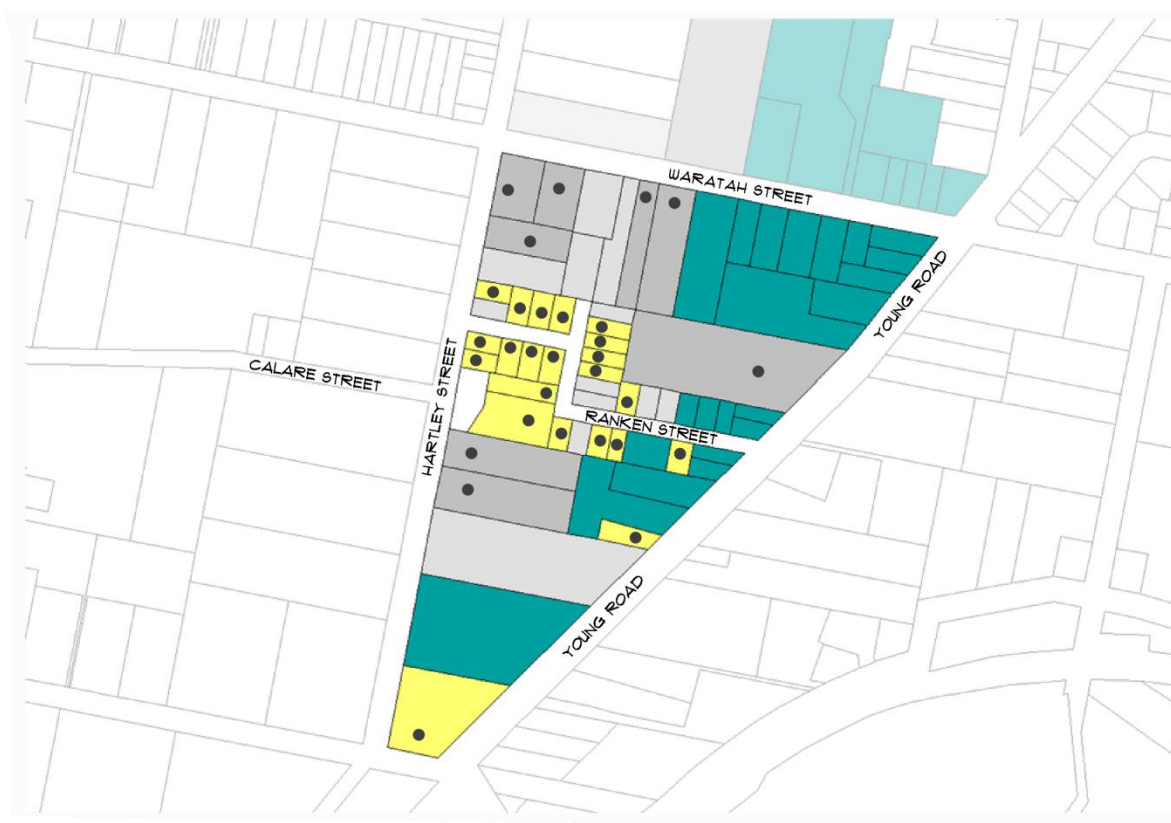 WARATAH STREET
YOUNG ROAD
CALARE STREET
HARTLEY STREET
RANKEN STREET
YOUNG ROAD